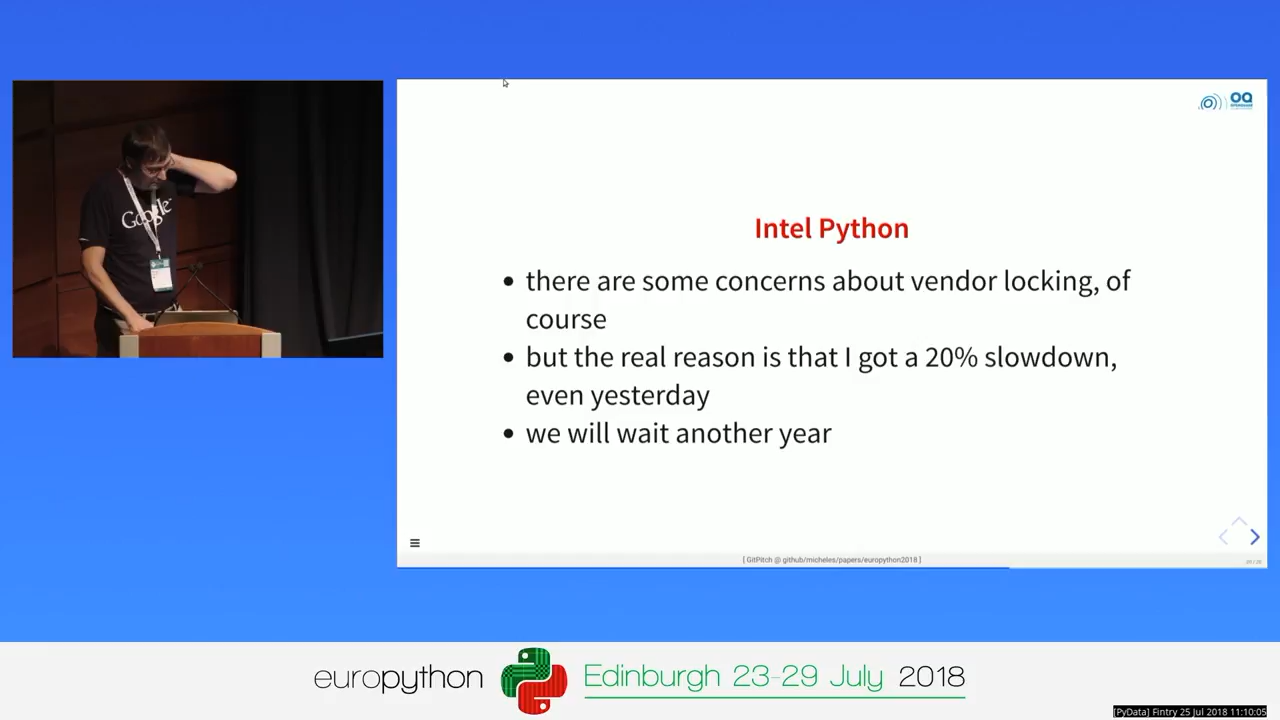 Google
OQ
Intel Python
• there are some concerns about vendor locking, of
course
• but the real reason is that I got a 20% slowdown,
even yesterday
• we will wait another year
[ GitPitch @ github/micheles/papers/europython2018 ]
europython
Edinburgh 23-29 July 2018
[PyData] Fintry 25 Jul 2018 11:10:05